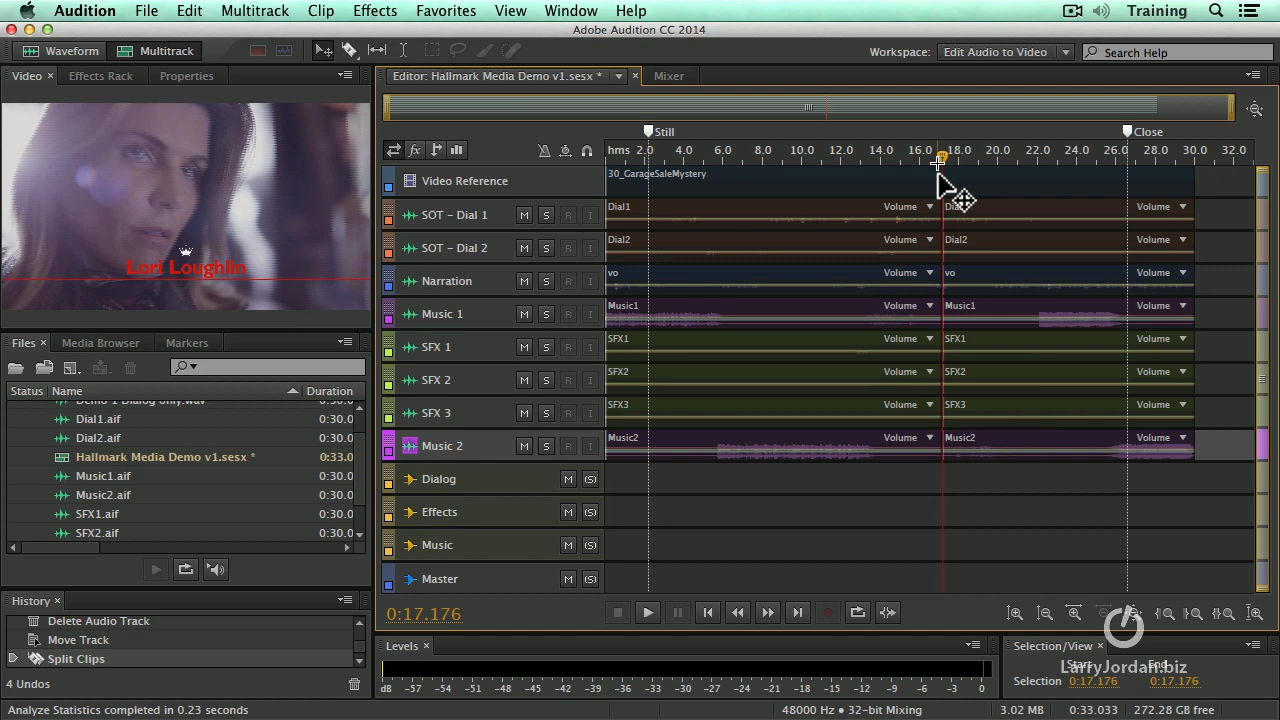 Audition File Edit Multitrack Clip Effects Favorites View Window Help Training
Adobe Audition CC 2014
Waveform Multitrack Workspace: Edit Audio to Video Search Help
Video Effects Rack Properties Editor: Hallmark Media Demo v1.sesx * Mixer
Still Close
hms 2.0 4.0 6.0 8.0 10.0 12.0 14.0 16.0 18.0 20.0 22.0 24.0 26.0 28.0 30.0 32.0
Video Reference 30_GarageSaleMystery
SOT - Dial 1 M S R I Dial1 Volume Volume
SOT - Dial 2 M S R I Dial2 Volume Dial2 Volume
Narration M S R I vo Volume vo Volume
Music 1 M S R I Music1 Volume Music1 Volume
SFX 1 M S R I SFX1 Volume SFX1 Volume
SFX 2 M S R I SFX2 Volume SFX2 Volume
SFX 3 M S R I SFX3 Volume SFX3 Volume
Music 2 M S R I Music2 Volume Music2 Volume
Dialog M (S)
Effects M (S)
Music M (S)
Master M (S)
0:17.176
Lori Loughlin
Files Media Browser Markers
Status Name Duration
Demo 1 Dialog only.wav
Dial1.aif 0:30.0
Dial2.aif 0:30.0
Hallmark Media Demo v1.sesx * 0:33.0
Music1.aif 0:30.0
Music2.aif 0:30.0
SFX1.aif 0:30.0
SFX2.aif 0:30.0
History
Delete Audio Track
Move Track
Split Clips
4 Undos
Levels
dB -57 -54 -51 -48 -45 -42 -39 -36 -33 -30 -27 -24 -21 -18 -15 -12 -9 -6 -3 0
Selection/View
Start End
Selection 0:17.176 0:17.176
LarryJordan.biz
Analyze Statistics completed in 0.23 seconds 48000 Hz • 32-bit Mixing 3.02 MB 0:33.033 272.28 GB free